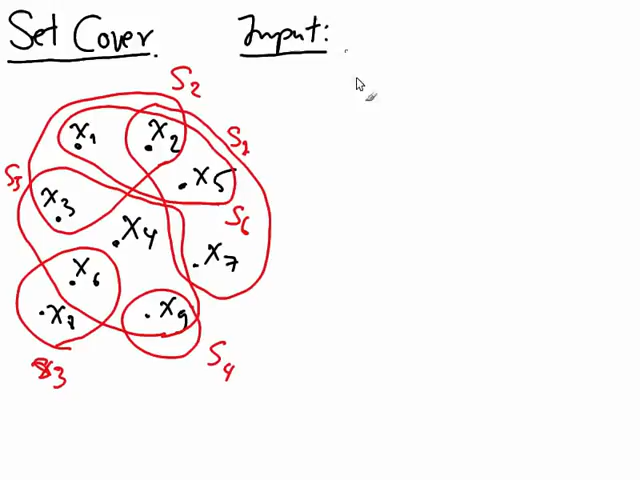 Set Cover Input:
S2
x1 x2 S1
S5 x5
x3 S6
x4
x7
x6
x8 x9
S3 S4